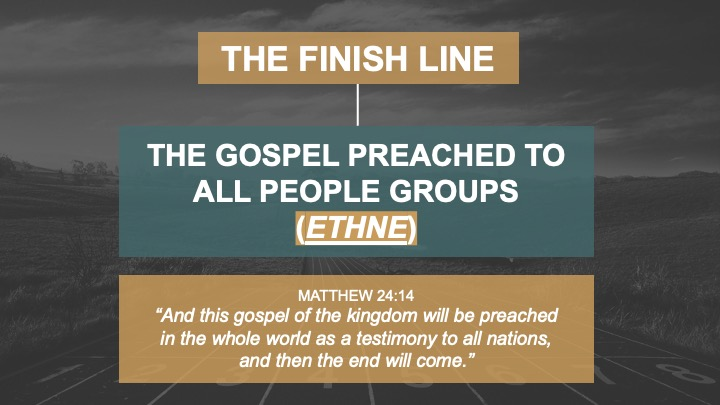 THE FINISH LINE
THE GOSPEL PREACHED TO
ALL PEOPLE GROUPS
(ETHNE)
MATTHEW 24:14
“And this gospel of the kingdom will be preached
in the whole world as a testimony to all nations,
and then the end will come.”